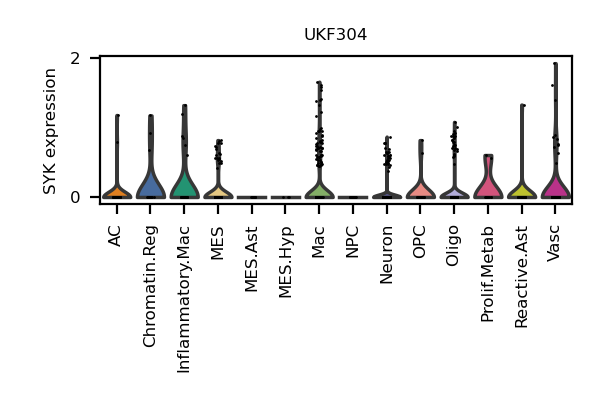 UKF304
SYK expression
2
0
AC
Chromatin.Reg
Inflammatory.Mac
MES
MES.Ast
MES.Hyp
Mac
NPC
Neuron
OPC
Oligo
Prolif.Metab
Reactive.Ast
Vasc